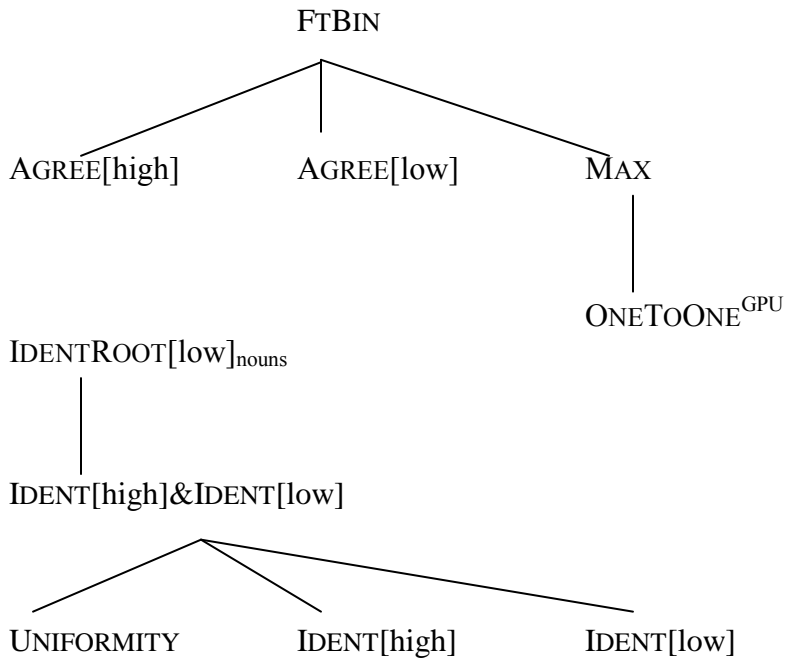 FTBIN
AGREE[high] AGREE[low] MAX
ONETOONE^GPU
IDENTROOT[low]nouns
IDENT[high]&IDENT[low]
UNIFORMITY IDENT[high] IDENT[low]